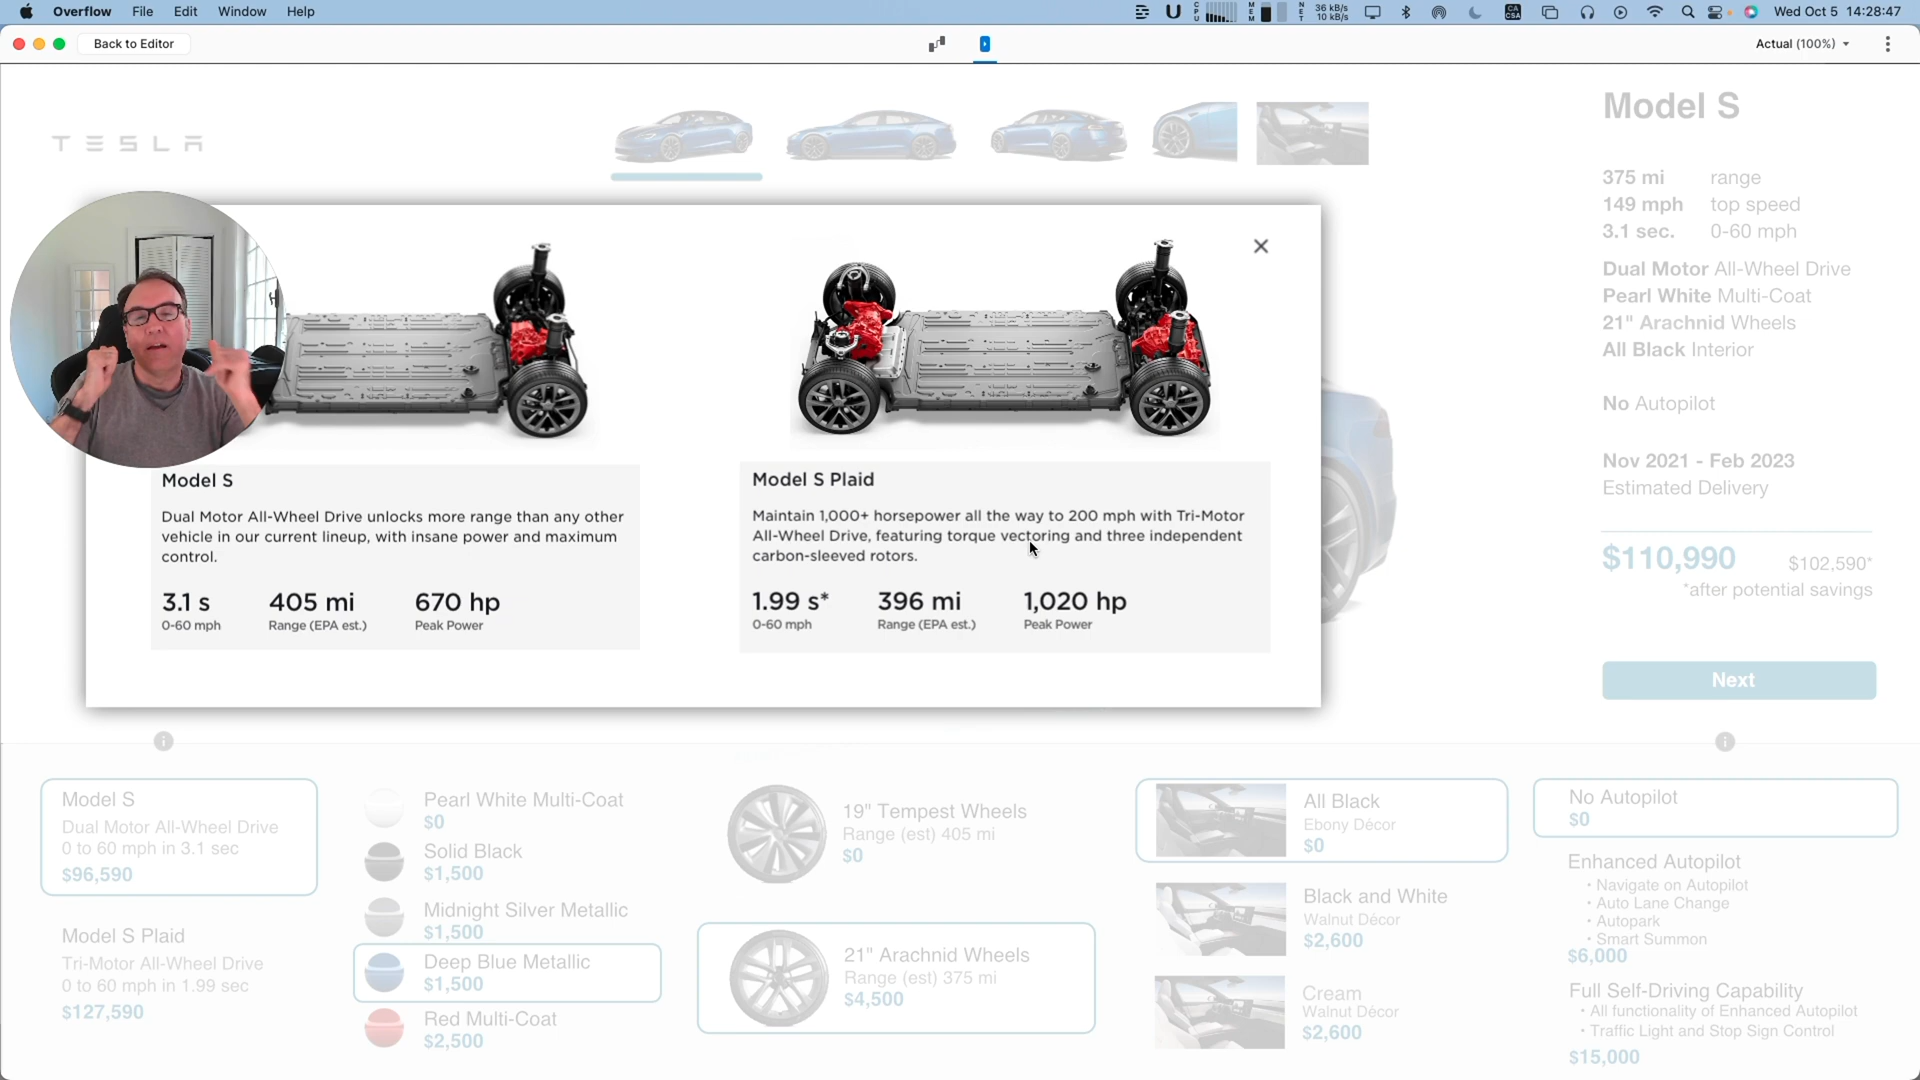 Overflow File Edit Window Help
CPU MEM NET 36 kB/s 10 kB/s CA CSA Wed Oct 5 14:28:47
Back to Editor
Actual (100%)
TESLA
Model S
375 mi range
149 mph top speed
3.1 sec. 0-60 mph
Dual Motor All-Wheel Drive
Pearl White Multi-Coat
21" Arachnid Wheels
All Black Interior
No Autopilot
Nov 2021 - Feb 2023
Estimated Delivery
$110,990 $102,590*
*after potential savings
Next
Model S
Dual Motor All-Wheel Drive unlocks more range than any other
vehicle in our current lineup, with insane power and maximum
control.
3.1 s 405 mi 670 hp
0-60 mph Range (EPA est.) Peak Power
Model S Plaid
Maintain 1,000+ horsepower all the way to 200 mph with Tri-Motor
All-Wheel Drive, featuring torque vectoring and three independent
carbon-sleeved rotors.
1.99 s* 396 mi 1,020 hp
0-60 mph Range (EPA est.) Peak Power
Model S
Dual Motor All-Wheel Drive
0 to 60 mph in 3.1 sec
$96,590
Model S Plaid
Tri-Motor All-Wheel Drive
0 to 60 mph in 1.99 sec
$127,590
Pearl White Multi-Coat
$0
Solid Black
$1,500
Midnight Silver Metallic
$1,500
Deep Blue Metallic
$1,500
Red Multi-Coat
$2,500
19" Tempest Wheels
Range (est) 405 mi
$0
21" Arachnid Wheels
Range (est) 375 mi
$4,500
All Black
Ebony Décor
$0
Black and White
Walnut Décor
$2,600
Cream
Walnut Décor
$2,600
No Autopilot
$0
Enhanced Autopilot
• Navigate on Autopilot
• Auto Lane Change
• Autopark
• Smart Summon
$6,000
Full Self-Driving Capability
• All functionality of Enhanced Autopilot
• Traffic Light and Stop Sign Control
$15,000